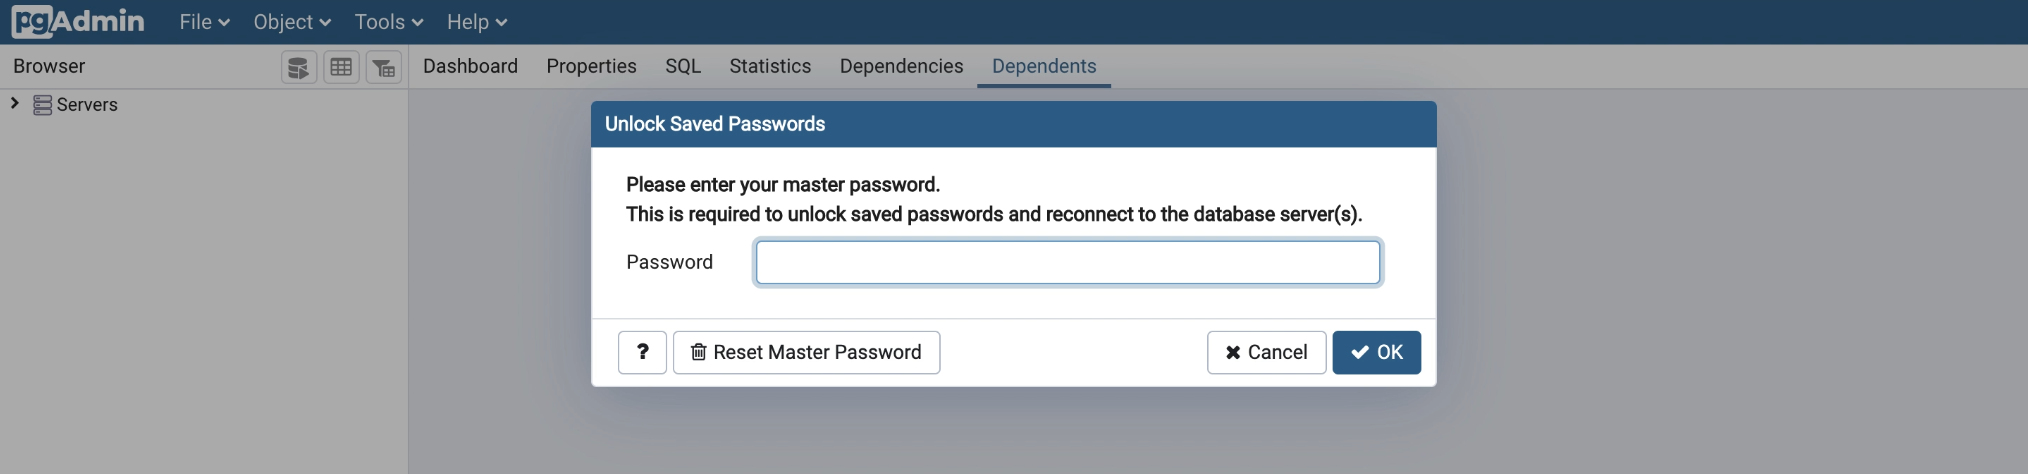 pgAdmin File Object Tools Help
Browser Dashboard Properties SQL Statistics Dependencies Dependents
Servers
Unlock Saved Passwords
Please enter your master password.
This is required to unlock saved passwords and reconnect to the database server(s).
Password
? Reset Master Password Cancel OK